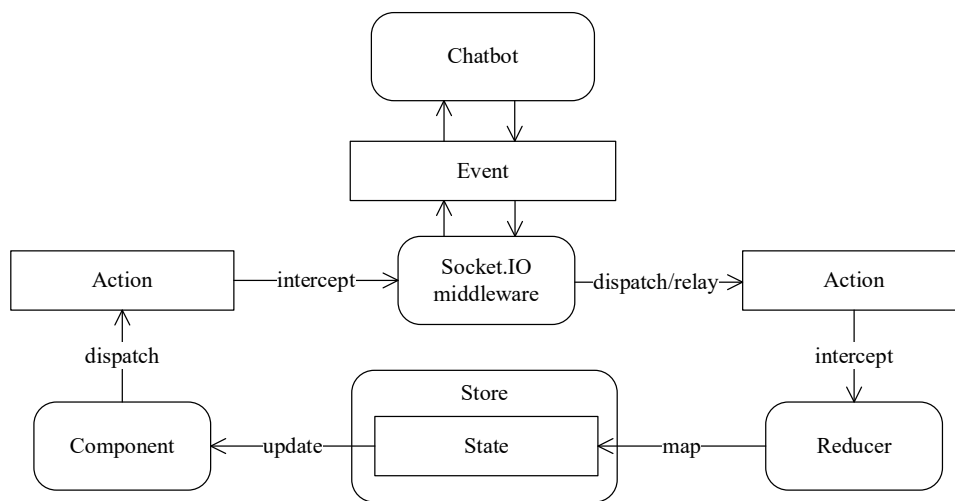 Chatbot
Event
Action
intercept
Socket.IO
middleware
dispatch/relay
Action
dispatch
intercept
Store
Component
update
State
map
Reducer